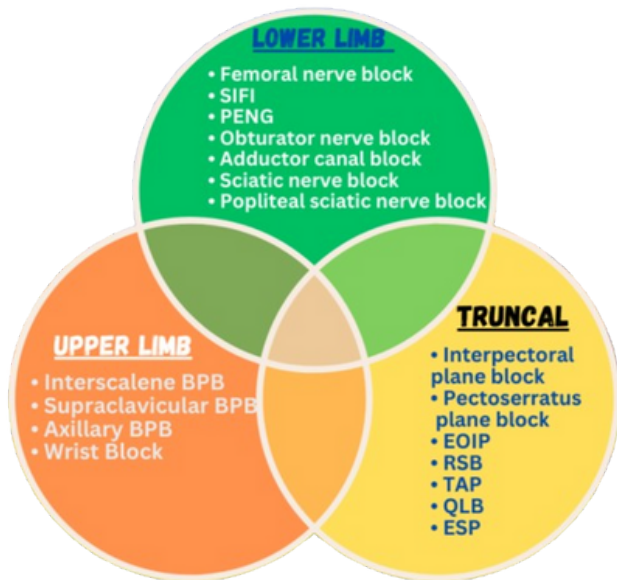 LOWER LIMB
• Femoral nerve block
• SIFI
• PENG
• Obturator nerve block
• Adductor canal block
• Sciatic nerve block
• Popliteal sciatic nerve block
UPPER LIMB
• Interscalene BPB
• Supraclavicular BPB
• Axillary BPB
• Wrist Block
TRUNCAL
• Interpectoral
plane block
• Pectoserratus
plane block
• EOIP
• RSB
• TAP
• QLB
• ESP